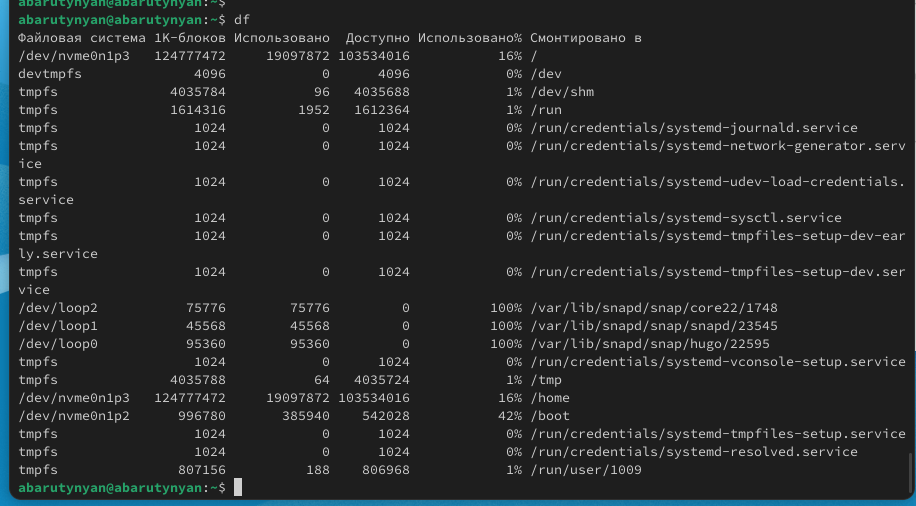 abarutynyan@abarutynyan:~$
abarutynyan@abarutynyan:~$ df
Файловая система 1K-блоков Использовано Доступно Использовано% Смонтировано в
/dev/nvme0n1p3 124777472 19097872 103534016 16% /
devtmpfs 4096 0 4096 0% /dev
tmpfs 4035784 96 4035688 1% /dev/shm
tmpfs 1614316 1952 1612364 1% /run
tmpfs 1024 0 1024 0% /run/credentials/systemd-journald.service
tmpfs 1024 0 1024 0% /run/credentials/systemd-network-generator.serv
ice
tmpfs 1024 0 1024 0% /run/credentials/systemd-udev-load-credentials.
service
tmpfs 1024 0 1024 0% /run/credentials/systemd-sysctl.service
tmpfs 1024 0 1024 0% /run/credentials/systemd-tmpfiles-setup-dev-ear
ly.service
tmpfs 1024 0 1024 0% /run/credentials/systemd-tmpfiles-setup-dev.ser
vice
/dev/loop2 75776 75776 0 100% /var/lib/snapd/snap/core22/1748
/dev/loop1 45568 45568 0 100% /var/lib/snapd/snap/snapd/23545
/dev/loop0 95360 95360 0 100% /var/lib/snapd/snap/hugo/22595
tmpfs 1024 0 1024 0% /run/credentials/systemd-vconsole-setup.service
tmpfs 4035788 64 4035724 1% /tmp
/dev/nvme0n1p3 124777472 19097872 103534016 16% /home
/dev/nvme0n1p2 996780 385940 542028 42% /boot
tmpfs 1024 0 1024 0% /run/credentials/systemd-tmpfiles-setup.service
tmpfs 1024 0 1024 0% /run/credentials/systemd-resolved.service
tmpfs 807156 188 806968 1% /run/user/1009
abarutynyan@abarutynyan:~$